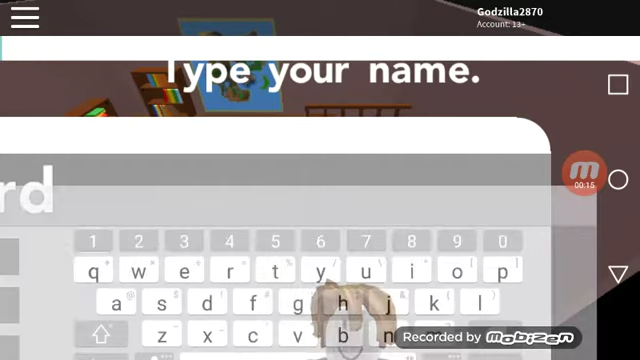 Godzilla2870
Account: 13+
Type your name.
rd
1 2 3 4 5 6 7 8 9 0
q w e r t y u i o p
a s d f g h j k l
z x c v b n
00:15
Recorded by Mobizen